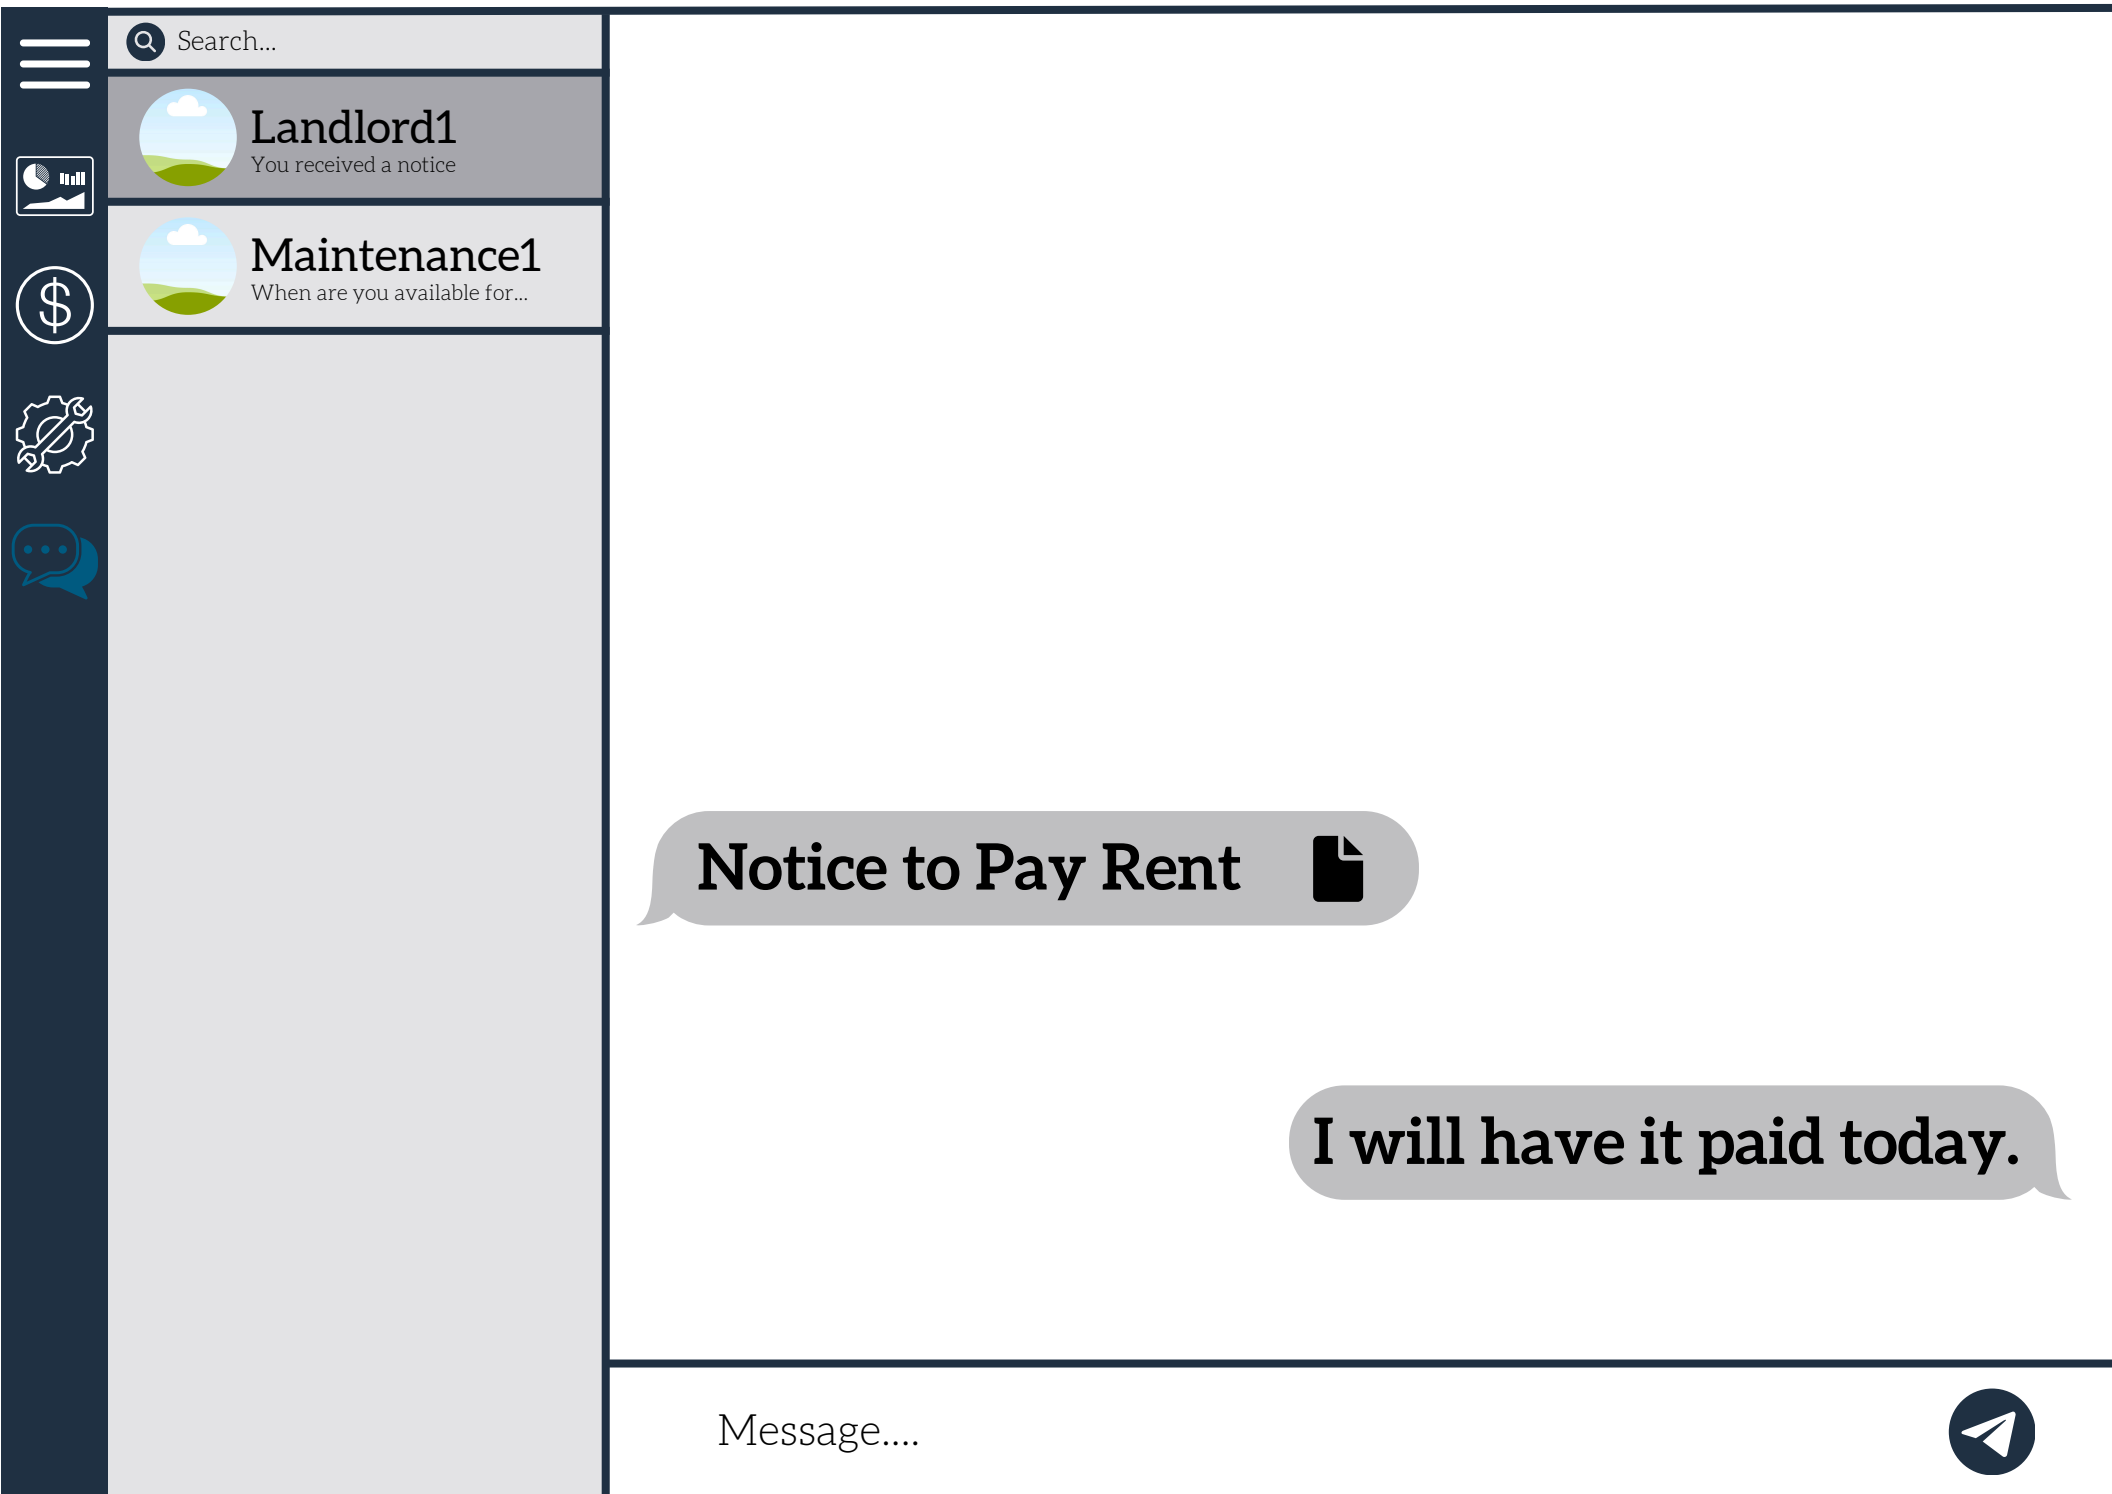 Search...
Landlord1
You received a notice
Maintenance1
When are you available for...
Notice to Pay Rent
I will have it paid today.
Message....